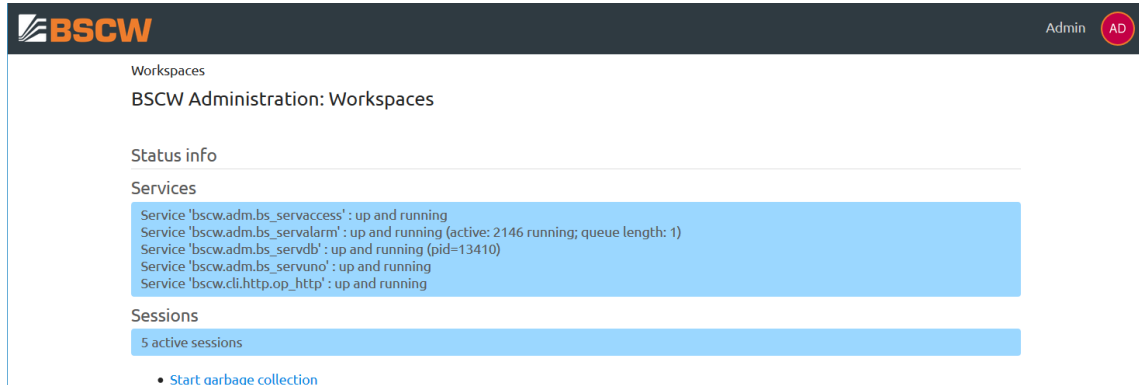 BSCW
Admin
AD
Workspaces
BSCW Administration: Workspaces
Status info
Services
Service 'bscw.adm.bs_servaccess' : up and running
Service 'bscw.adm.bs_servalarm' : up and running (active: 2146 running; queue length: 1)
Service 'bscw.adm.bs_servdb' : up and running (pid=13410)
Service 'bscw.adm.bs_servuno' : up and running
Service 'bscw.cli.http.op_http' : up and running
Sessions
5 active sessions
• Start garbage collection